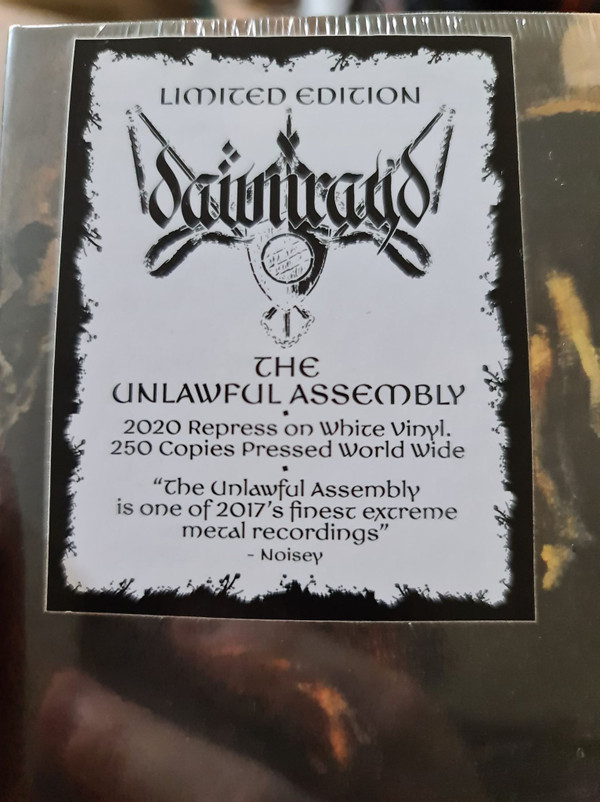 LIMITED EDITION
THE
UNLAWFUL ASSEMBLY
2020 Repress on White Vinyl.
250 Copies Pressed World Wide
"The Unlawful Assembly
is one of 2017's finest extreme
metal recordings"
- Noisey